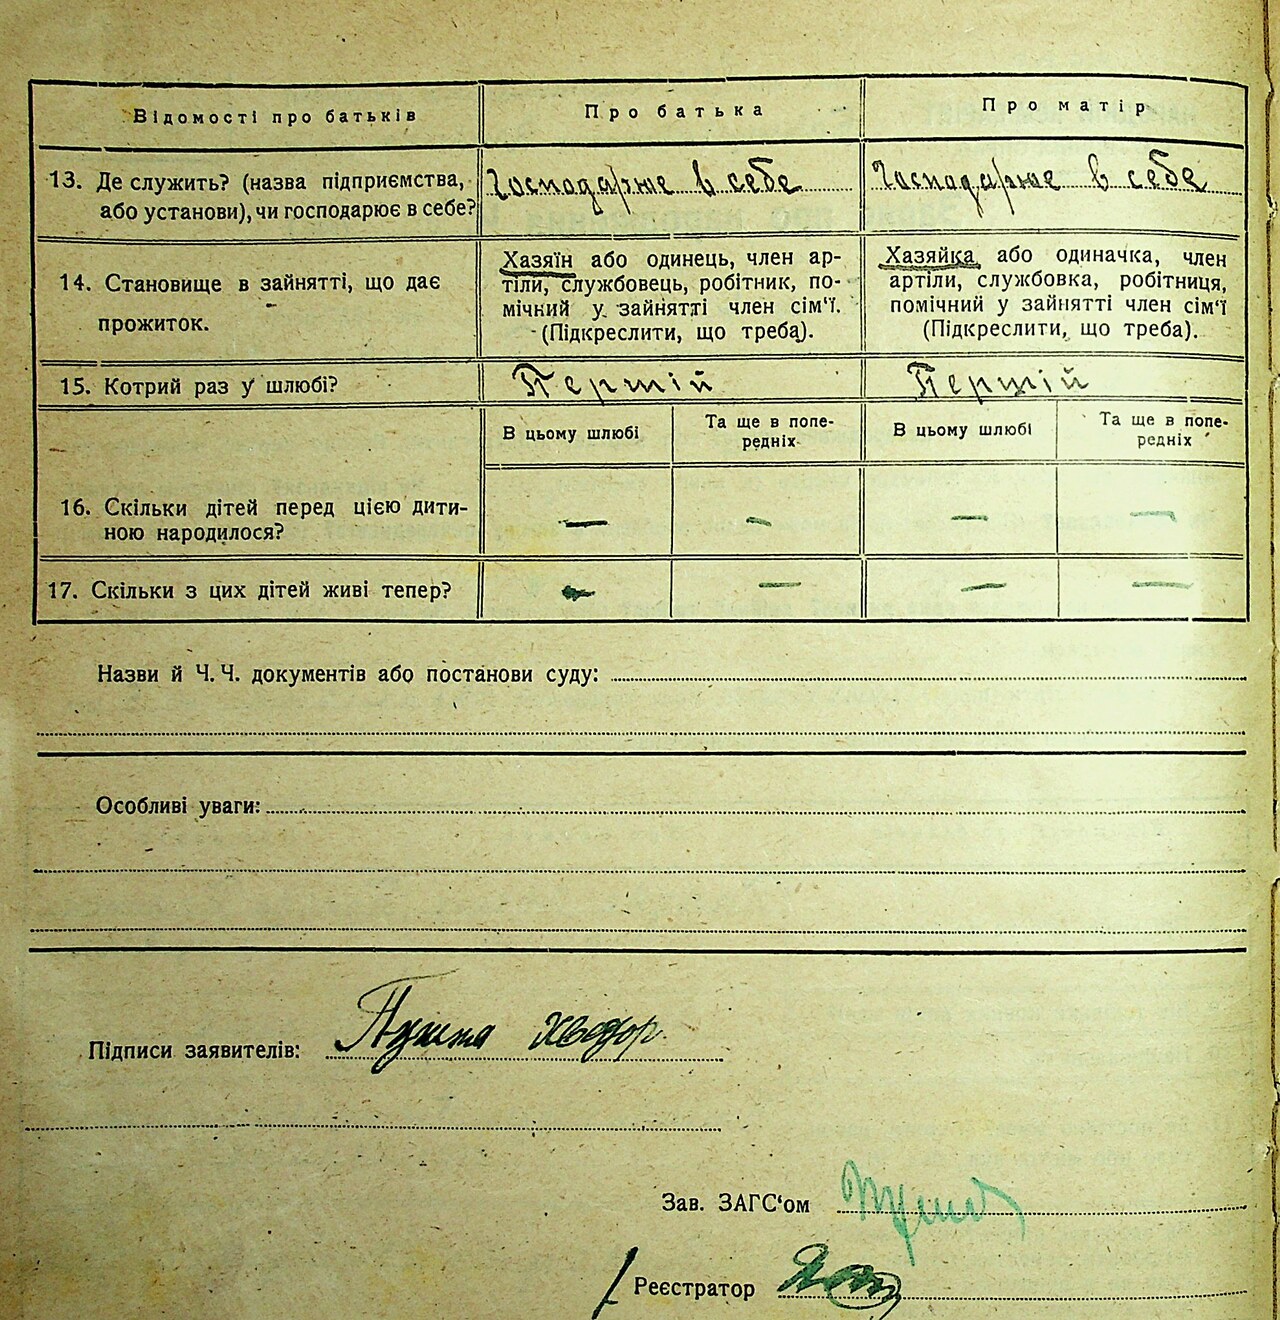 Відомості про батьків
Про батька
Про матір
13. Де служить? (назва підприємства,
або установи), чи господарює в себе?
Господарює в себе
Господарює в себе
14. Становище в зайнятті, що дає
прожиток.
Хазяїн або одинець, член ар-
тіли, службовець, робітник, по-
мічний у зайнятті член сім'ї.
(Підкреслити, що треба).
Хазяйка або одиначка, член
артіли, службовка, робітниця,
помічний у зайнятті член сім'ї
(Підкреслити, що треба).
15. Котрий раз у шлюбі?
Першій
Першій
В цьому шлюбі
Та ще в попе-
редніх
В цьому шлюбі
Та ще в попе-
редніх
16. Скільки дітей перед цією дити-
ною народилося?
— — — —
17. Скільки з цих дітей живі тепер?
— — —
Назви й Ч. Ч. документів або постанови суду:
Особливі уваги:
Підписи заявителів: Хведор
Зав. ЗАГС'ом
Реєстратор